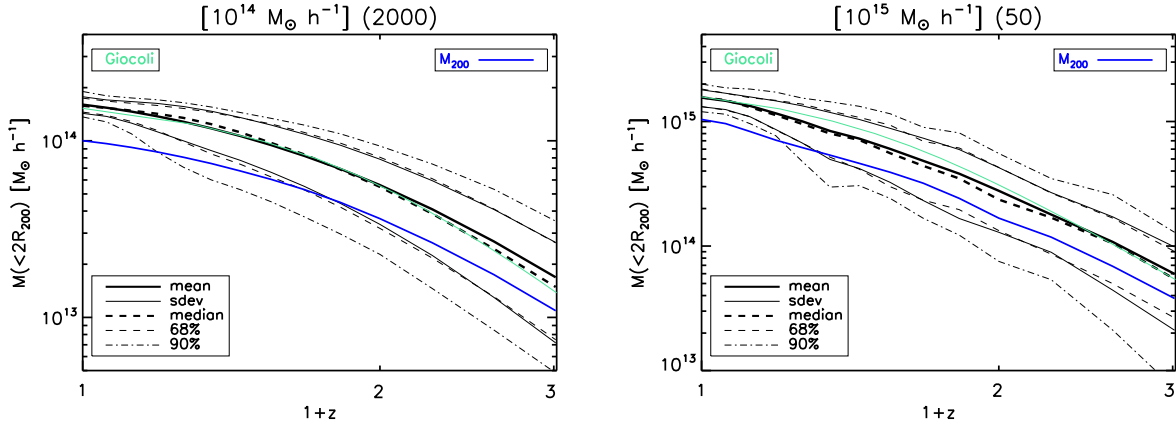 [10¹⁴ M☉ h⁻¹] (2000)
Giocoli
M₂₀₀
10¹⁴
10¹³
M(<2R₂₀₀) [M☉ h⁻¹]
mean
sdev
median
68%
90%
1 2 3
1+z
[10¹⁵ M☉ h⁻¹] (50)
Giocoli
M₂₀₀
10¹⁵
10¹⁴
10¹³
M(<2R₂₀₀) [M☉ h⁻¹]
mean
sdev
median
68%
90%
1 2 3
1+z